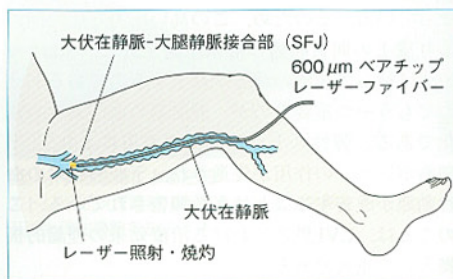 大伏在静脈-大腿静脈接合部(SFJ)
600μm ベアチップ
レーザーファイバー
大伏在静脈
レーザー照射・焼灼